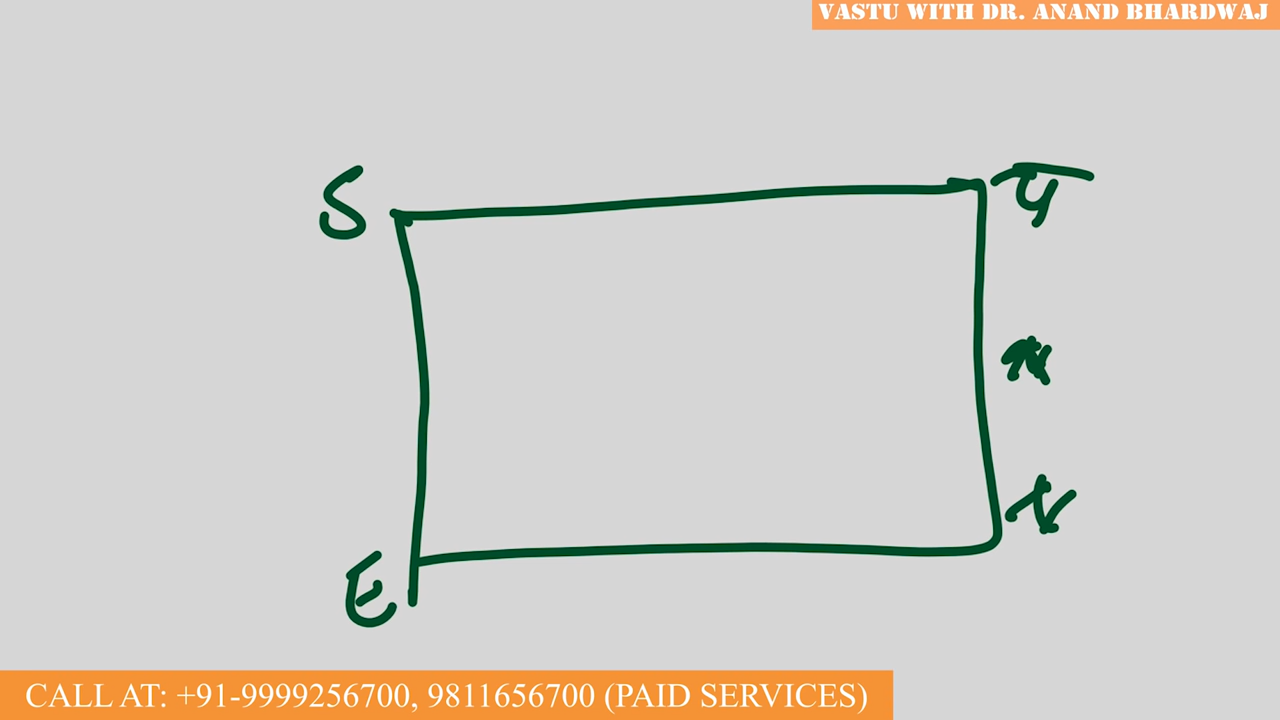 VASTU WITH DR. ANAND BHARDWAJ
S
E
N
CALL AT: +91-9999256700, 9811656700 (PAID SERVICES)